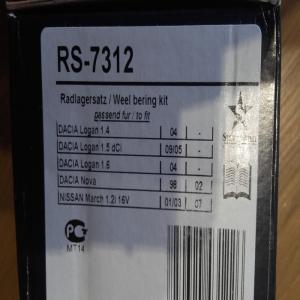 RS-7312
Radlagersatz / Weel bering kit
passend fur / to fit
DACIA Logan 1.4 04 -
DACIA Logan 1.5 dCi 09/05 -
DACIA Logan 1.6 04 -
DACIA Nova 98 02
NISSAN March 1.2i 16V 01/03 07
MT14